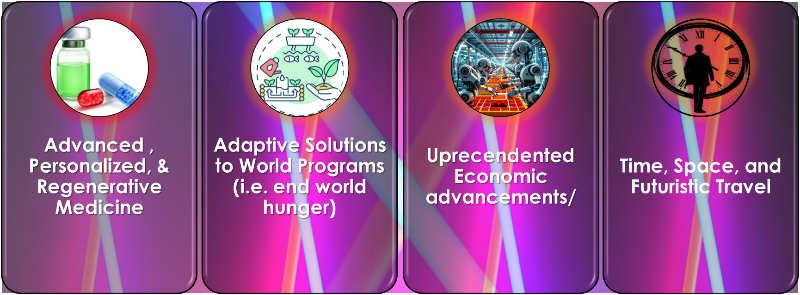 Advanced ,
Personalized, &
Regenerative
Medicine
Adaptive Solutions
to World Programs
(i.e. end world
hunger)
Uprecendented
Economic
advancements/
Time, Space, and
Futuristic Travel